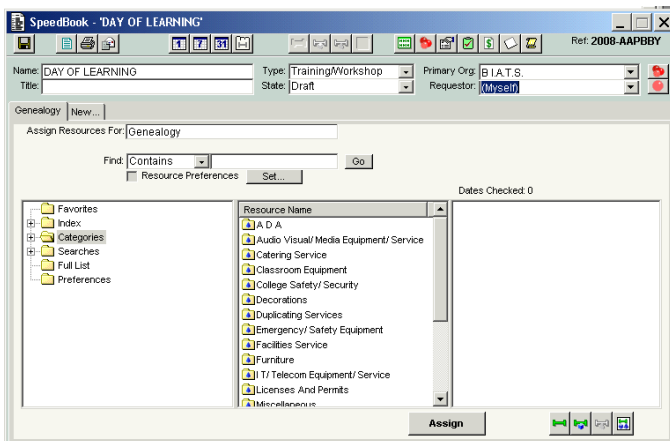 SpeedBook - 'DAY OF LEARNING'
1 7 31 Ref: 2008-AAPBBY
Name: DAY OF LEARNING Type: Training/Workshop Primary Org: B I.A.T.S.
Title: State: Draft Requestor: (Myself)
Genealogy New...
Assign Resources For: Genealogy
Find: Contains Go
Resource Preferences Set...
Dates Checked: 0
Favorites
Index
Categories
Searches
Full List
Preferences
Resource Name
A D A
Audio Visual/ Media Equipment/ Service
Catering Service
Classroom Equipment
College Safety/ Security
Decorations
Duplicating Services
Emergency/ Safety Equipment
Facilities Service
Furniture
I T/ Telecom Equipment/ Service
Licenses And Permits
Miscellaneous
Assign